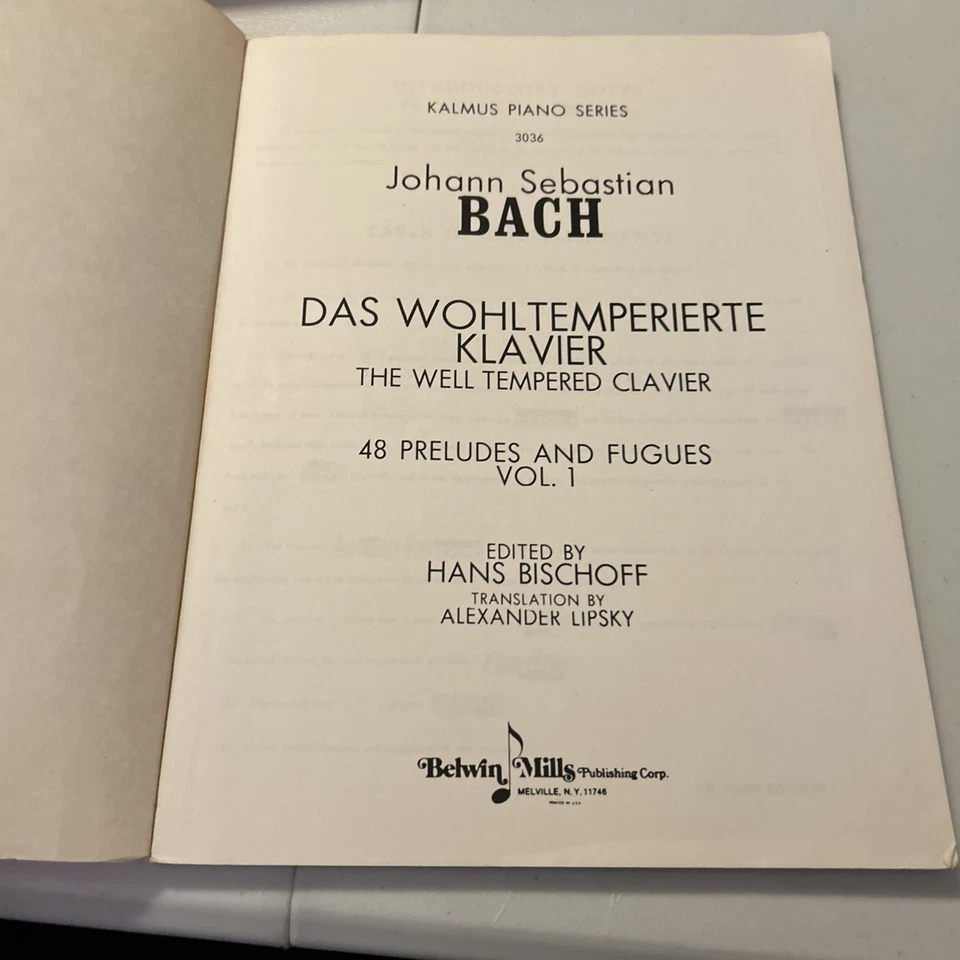 KALMUS PIANO SERIES
3036
Johann Sebastian
BACH
DAS WOHLTEMPERIERTE
KLAVIER
THE WELL TEMPERED CLAVIER
48 PRELUDES AND FUGUES
VOL. 1
EDITED BY
HANS BISCHOFF
TRANSLATION BY
ALEXANDER LIPSKY
Belwin Mills Publishing Corp.
MELVILLE, N. Y. 11746